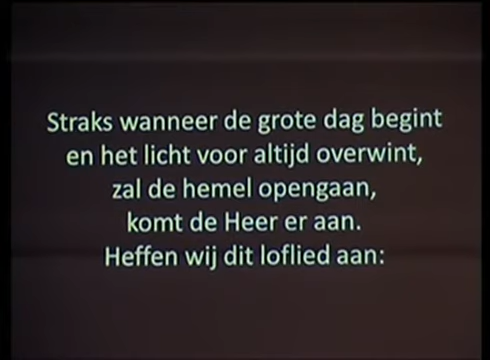 Straks wanneer de grote dag begint
en het licht voor altijd overwint,
zal de hemel opengaan,
komt de Heer er aan.
Heffen wij dit loflied aan: